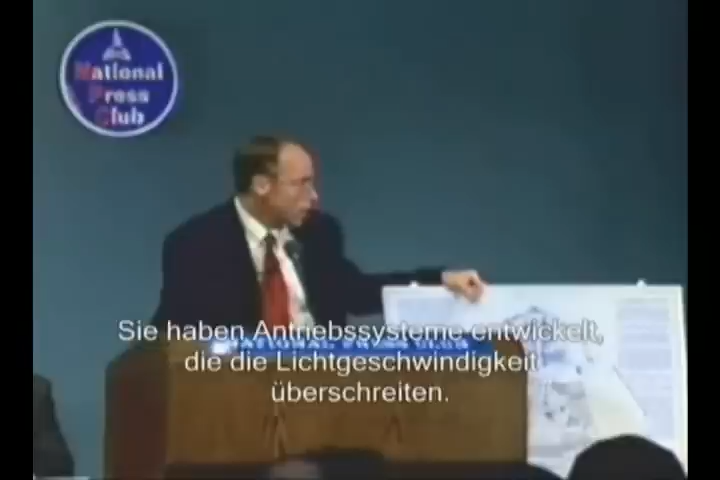 National
Press
Club
Sie haben Antriebssysteme entwickelt,
die die Lichtgeschwindigkeit
überschreiten.
NATIONAL PRESS CLUB